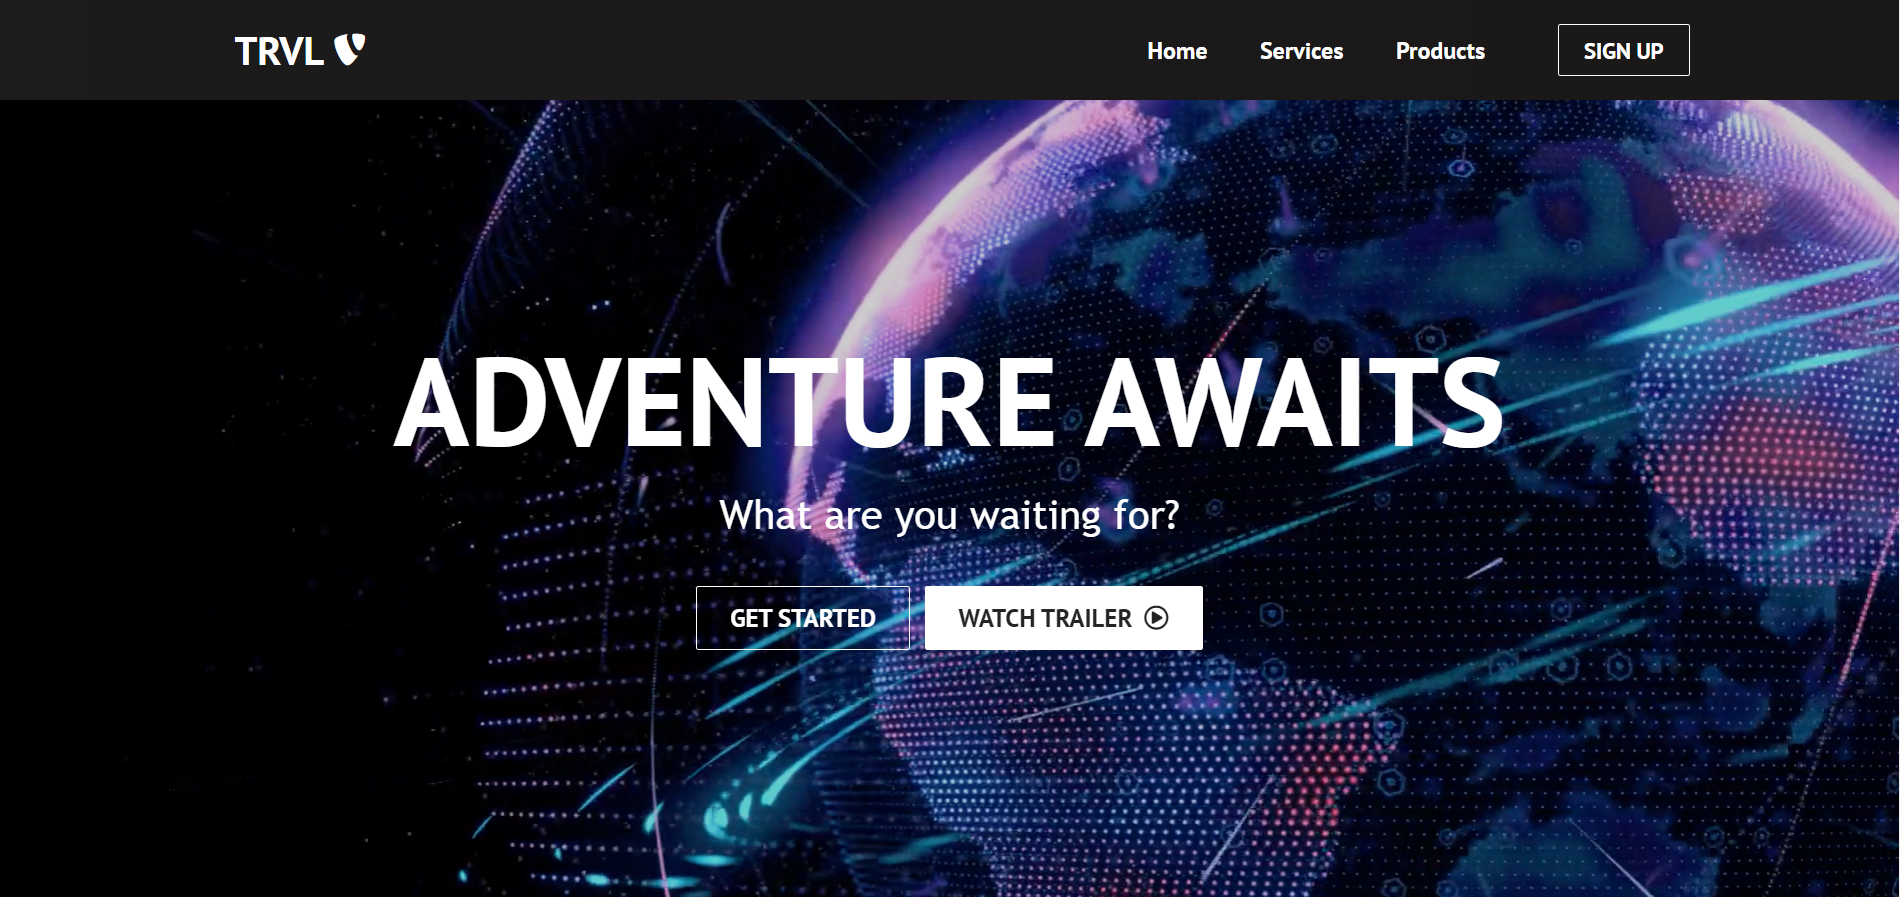 TRVL
Home Services Products SIGN UP
ADVENTURE AWAITS
What are you waiting for?
GET STARTED WATCH TRAILER